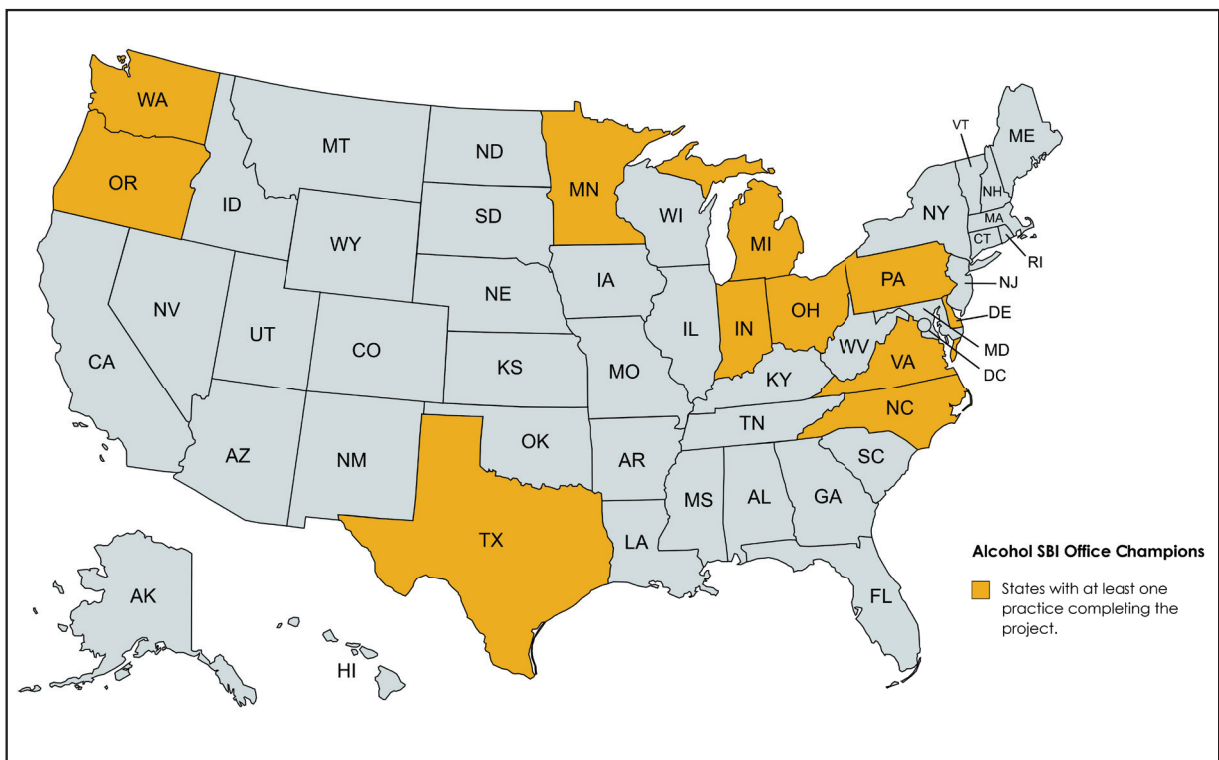 WA
MT
ND
MN
VT
ME
OR
ID
SD
WI
NY
NH
MA
WY
MI
CT
RI
IA
PA
NJ
NE
NV
OH
DE
UT
IL
IN
CO
WV
MD
CA
KS
MO
VA
DC
KY
NC
TN
OK
AZ
NM
AR
SC
MS
AL
GA
TX
LA
Alcohol SBI Office Champions
States with at least one
practice completing the
project.
AK
FL
HI